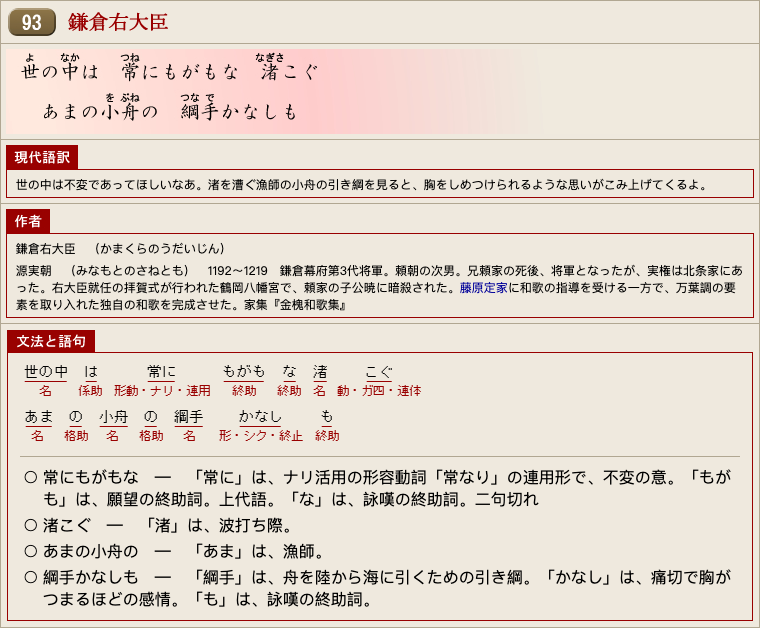 93 鎌倉右大臣
よ なか つね なぎさ
世の中は 常にもがもな 渚こぐ
を ぶね つな で
あまの小舟の 綱手かなしも
現代語訳
世の中は不変であってほしいなあ。渚を漕ぐ漁師の小舟の引き綱を見ると、胸をしめつけられるような思いがこみ上げてくるよ。
作者
鎌倉右大臣 （かまくらのうだいじん）
源実朝 （みなもとのさねとも） 1192〜1219 鎌倉幕府第3代将軍。頼朝の次男。兄頼家の死後、将軍となったが、実権は北条家にあ
った。右大臣就任の拝賀式が行われた鶴岡八幡宮で、頼家の子公暁に暗殺された。藤原定家に和歌の指導を受ける一方で、万葉調の要
素を取り入れた独自の和歌を完成させた。家集『金槐和歌集』
文法と語句
世の中 は 常に もがも な 渚 こぐ
名 係助 形動・ナリ・連用 終助 終助 名 動・ガ四・連体
あま の 小舟 の 綱手 かなし も
名 格助 名 格助 名 形・シク・終止 終助
○ 常にもがもな ― 「常に」は、ナリ活用の形容動詞「常なり」の連用形で、不変の意。「もが
も」は、願望の終助詞。上代語。「な」は、詠嘆の終助詞。二句切れ
○ 渚こぐ ― 「渚」は、波打ち際。
○ あまの小舟の ― 「あま」は、漁師。
○ 綱手かなしも ― 「綱手」は、舟を陸から海に引くための引き綱。「かなし」は、痛切で胸が
つまるほどの感情。「も」は、詠嘆の終助詞。